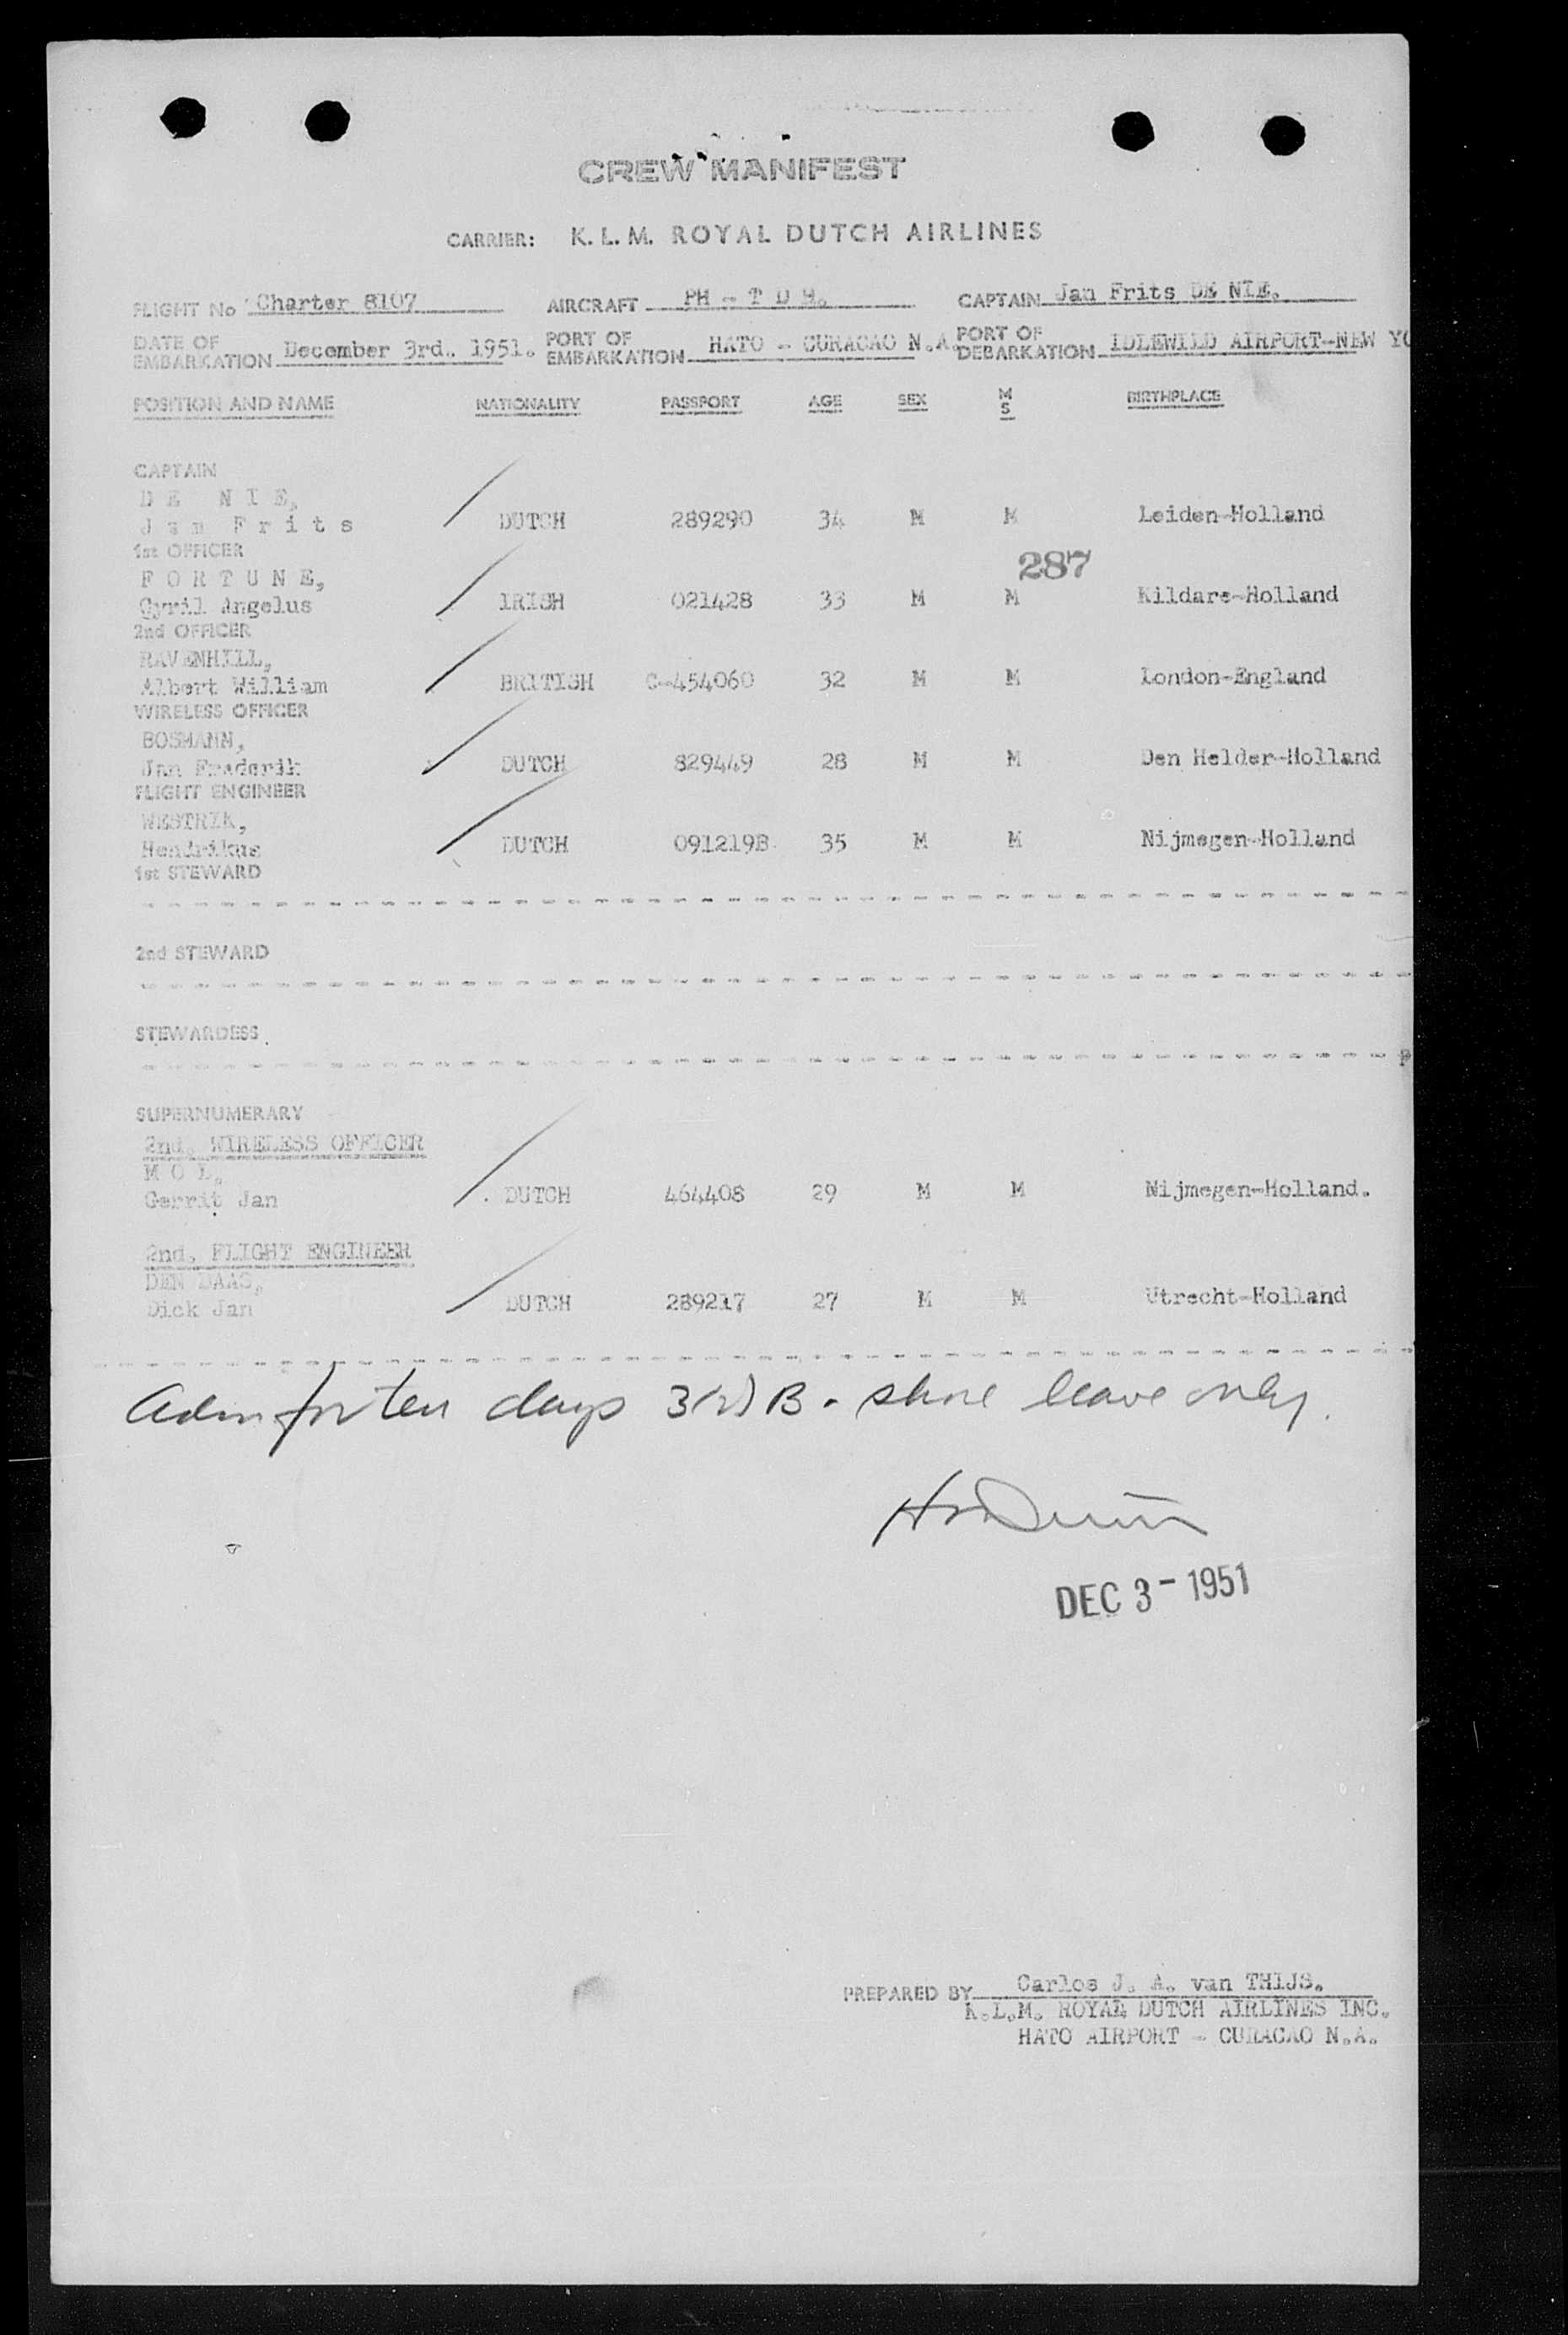 CREW MANIFEST
CARRIER: K. L. M. ROYAL DUTCH AIRLINES
FLIGHT No Charter 8107 AIRCRAFT PH - T D CAPTAIN Jan Frits DE NIE.
DATE OF EMBARKATION December 3rd. 1951. PORT OF EMBARKATION HATO - CURACAO N.A. PORT OF DEBARKATION IDLEWILD AIRPORT-NEW YO
POSITION AND NAME NATIONALITY PASSPORT AGE SEX M S BIRTHPLACE
CAPTAIN
DE NIE,
Jan Frits DUTCH 289290 34 M M Leiden-Holland
1st OFFICER
287
FORTUNE,
Cyril Angelus IRISH 021428 33 M M Kildare-Holland
2nd OFFICER
RAVENHILL,
Albert William BRITISH C-454060 32 M M London-England
WIRELESS OFFICER
BOSMANN,
Jan Frederik DUTCH 829449 28 M M Den Helder-Holland
FLIGHT ENGINEER
WESTRIK,
Hendrikus DUTCH 091219B 35 M M Nijmegen-Holland
1st STEWARD
2nd STEWARD
STEWARDESS
SUPERNUMERARY
2nd. WIRELESS OFFICER
MOL,
Gerrit Jan DUTCH 464408 29 M M Nijmegen-Holland.
2nd. FLIGHT ENGINEER
DEN DAAS,
Dick Jan DUTCH 289217 27 M M Utrecht-Holland
Adm for ten days 3(2)B. shore leave only.
DEC 3 - 1951
PREPARED BY Carlos J. A. van THIJS.
K.L.M. ROYAL DUTCH AIRLINES INC.
HATO AIRPORT - CURACAO N.A.